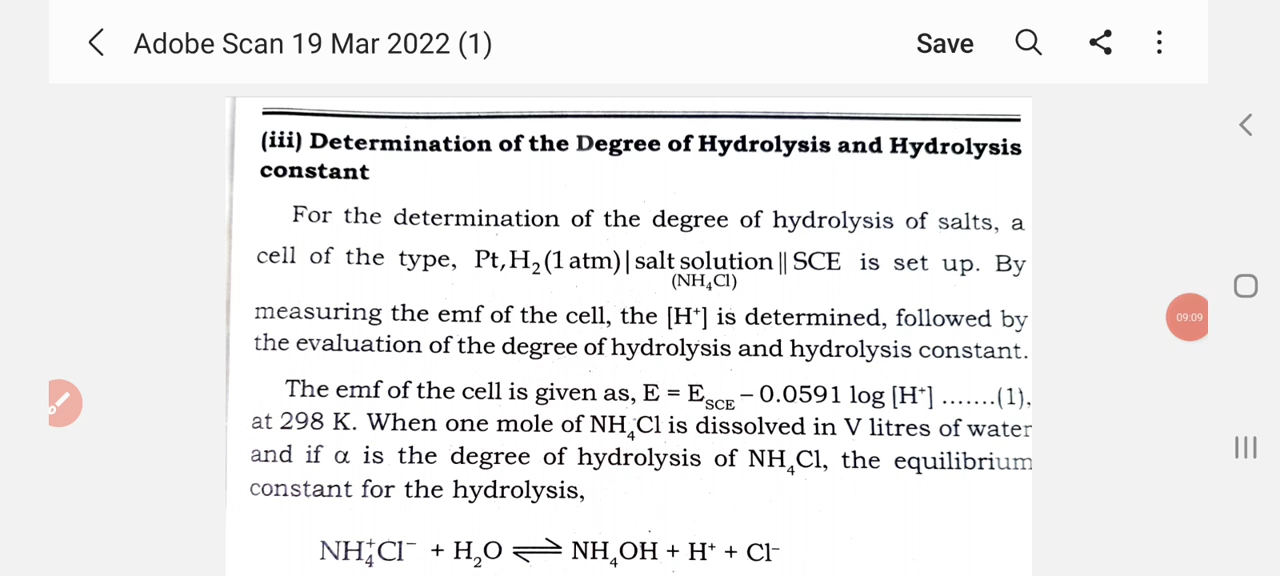 Adobe Scan 19 Mar 2022 (1)
Save
(iii) Determination of the Degree of Hydrolysis and Hydrolysis
constant
For the determination of the degree of hydrolysis of salts, a
cell of the type, Pt,H₂(1 atm)|salt solution||SCE is set up. By
(NH₄Cl)
measuring the emf of the cell, the [H⁺] is determined, followed by
the evaluation of the degree of hydrolysis and hydrolysis constant.
The emf of the cell is given as, E = E_SCE – 0.0591 log [H⁺] .......(1),
at 298 K. When one mole of NH₄Cl is dissolved in V litres of water
and if α is the degree of hydrolysis of NH₄Cl, the equilibrium
constant for the hydrolysis,
NH₄⁺Cl⁻ + H₂O ⇌ NH₄OH + H⁺ + Cl⁻
09:09